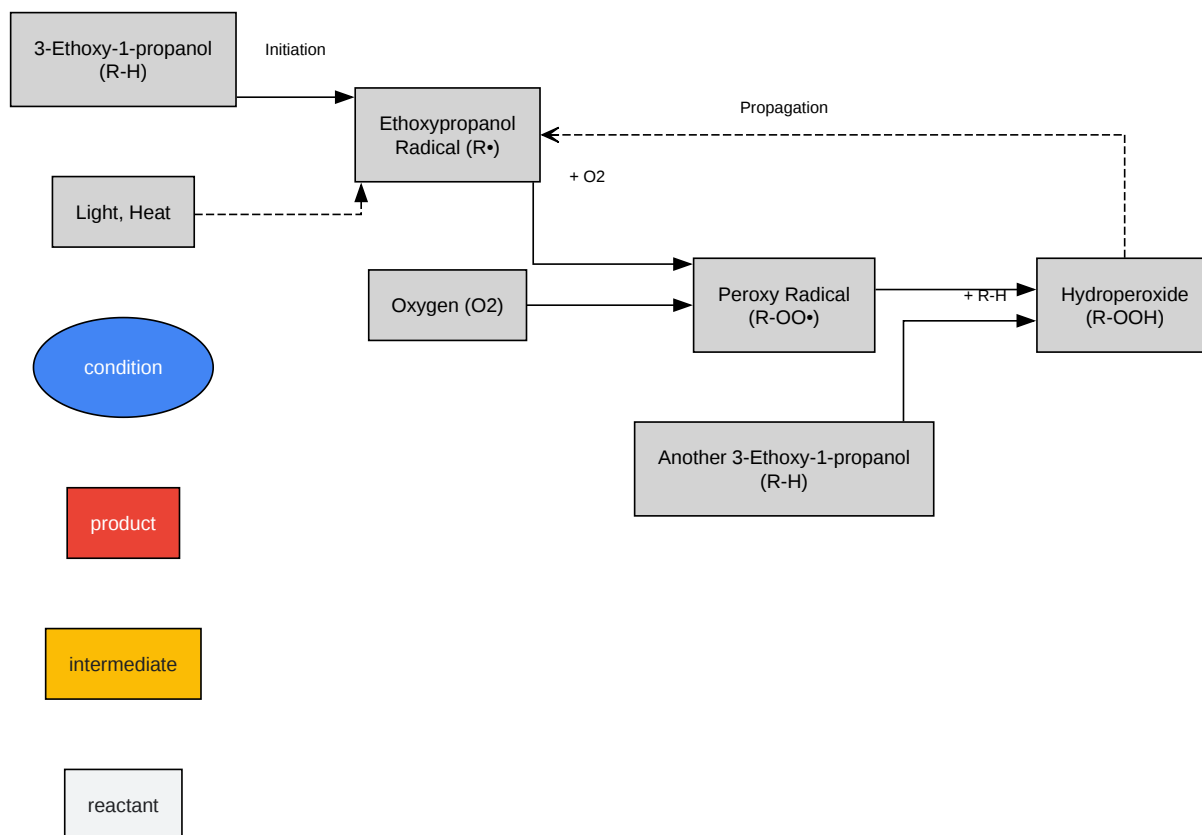 3-Ethoxy-1-propanol
(R-H)
Initiation
Ethoxypropanol
Radical (R•)
Propagation
+ O2
Light, Heat
Oxygen (O2)
Peroxy Radical
(R-OO•)
+ R-H
Hydroperoxide
(R-OOH)
condition
Another 3-Ethoxy-1-propanol
(R-H)
product
intermediate
reactant